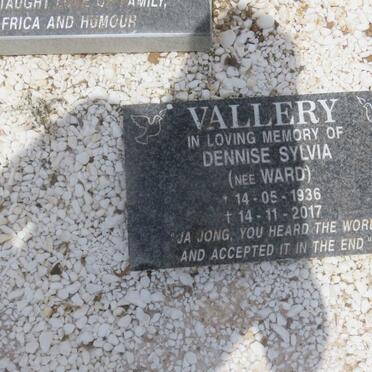 TAUGHT LOVE OF FAMILY,
AFRICA AND HUMOUR
VALLERY
IN LOVING MEMORY OF
DENNISE SYLVIA
(NEE WARD)
* 14 - 05 - 1936
† 14 - 11 - 2017
"JA JONG, YOU HEARD THE WORD
AND ACCEPTED IT IN THE END"